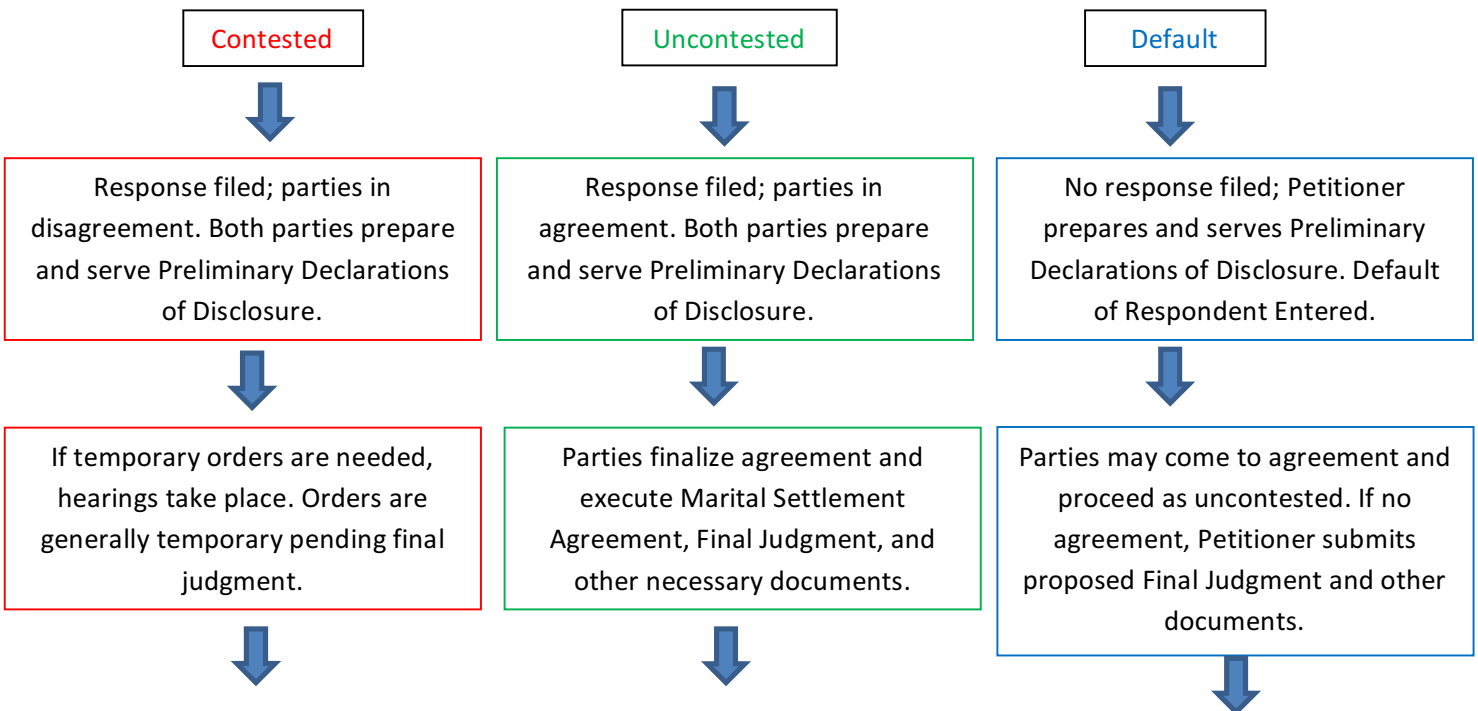 Contested
Uncontested
Default
Response filed; parties in
disagreement. Both parties prepare
and serve Preliminary Declarations
of Disclosure.
Response filed; parties in
agreement. Both parties prepare
and serve Preliminary Declarations
of Disclosure.
No response filed; Petitioner
prepares and serves Preliminary
Declarations of Disclosure. Default
of Respondent Entered.
If temporary orders are needed,
hearings take place. Orders are
generally temporary pending final
judgment.
Parties finalize agreement and
execute Marital Settlement
Agreement, Final Judgment, and
other necessary documents.
Parties may come to agreement and
proceed as uncontested. If no
agreement, Petitioner submits
proposed Final Judgment and other
documents.